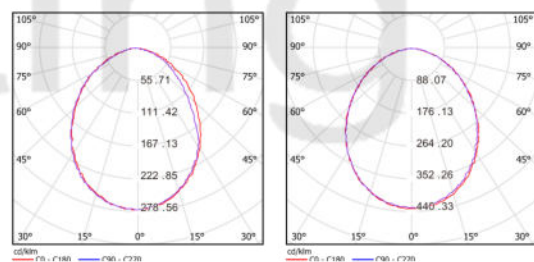 105° 105°
90° 90°
75° 55 .71 75°
60° 111 .42 60°
45° 167 .13 45°
222 .85
278 .56
30° 15° 0° 15° 30°
cd/klm
C0 - C180 C90 - C270
105° 105°
90° 90°
75° 88 .07 75°
60° 176 .13 60°
45° 264 .20 45°
352 .26
440 .33
30° 15° 0° 15° 30°
cd/klm
C0 - C180 C90 - C270